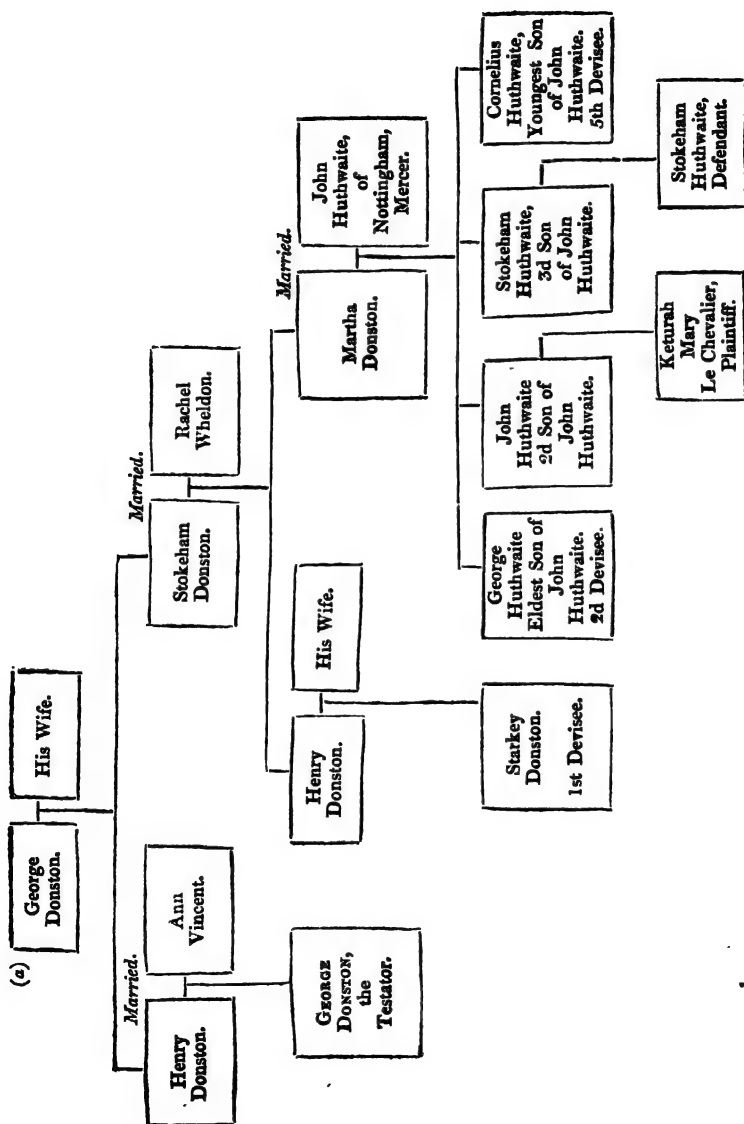 (a)
George
Donston.
His Wife.
Married.
Henry
Donston.
Ann
Vincent.
Married.
Stokeham
Donston.
Rachel
Wheldon.
GEORGE
DONSTON,
the
Testator.
Henry
Donston.
His Wife.
Married.
Martha
Donston.
John
Huthwaite,
of
Nottingham,
Mercer.
Starkey
Donston.
1st Devisee.
George
Huthwaite
Eldest Son of
John
Huthwaite.
2d Devisee.
John
Huthwaite
2d Son of
John
Huthwaite.
Stokeham
Huthwaite,
3d Son
of John
Huthwaite.
Cornelius
Huthwaite,
Youngest Son
of John
Huthwaite.
5th Devisee.
Keturah
Mary
Le Chevalier,
Plaintiff.
Stokeham
Huthwaite,
Defendant.